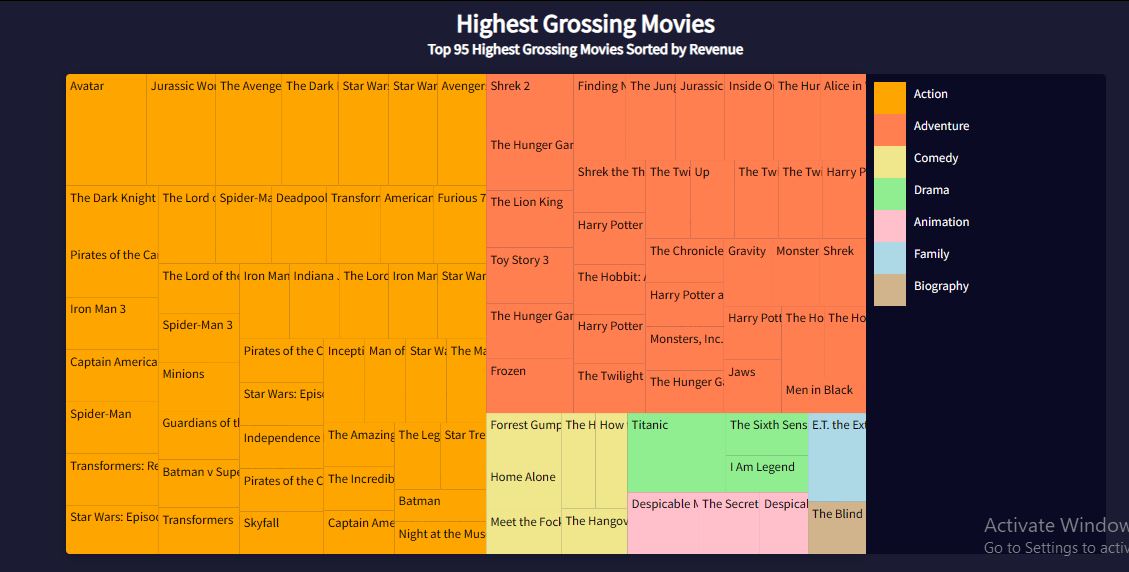 Highest Grossing Movies
Top 95 Highest Grossing Movies Sorted by Revenue
Avatar
Jurassic Wo
The Avenge
The Dark
Star War
Star War
Avenger
The Dark Knight
The Lord
Spider-Ma
Deadpool
Transform
American
Furious 7
Pirates of the Ca
The Lord of the
Iron Man
Indiana
The Lord
Iron Man
Star War
Iron Man 3
Spider-Man 3
Captain America
Pirates of the C
Incepti
Man of
Star Wa
The Ma
Minions
Star Wars: Epis
Spider-Man
Guardians of t
Independence
The Amazing
The Leg
Star Tre
Transformers: Re
Batman v Supe
Pirates of the C
The Incredib
Batman
Star Wars: Episo
Transformers
Skyfall
Captain Ame
Night at the Mus
Shrek 2
Finding N
The Jung
Jurassic
Inside O
The Hur
Alice in
The Hunger Gar
Shrek the Th
The Twi
Up
The Tw
The Twi
Harry P
The Lion King
Harry Potter
The Chronicle
Gravity
Monster
Shrek
Toy Story 3
The Hobbit:
Harry Potter a
The Hunger Gar
Harry Potter
Monsters, Inc.
Harry Pott
The Ho
The Ho
Frozen
The Twilight
The Hunger Ga
Jaws
Men in Black
Forrest Gump
The H
How
Titanic
The Sixth Sens
E.T. the Ex
Home Alone
I Am Legend
Meet the Fock
The Hangov
Despicable M
The Secret
Despical
The Blind
Action
Adventure
Comedy
Drama
Animation
Family
Biography
Activate Window
Go to Settings to activ